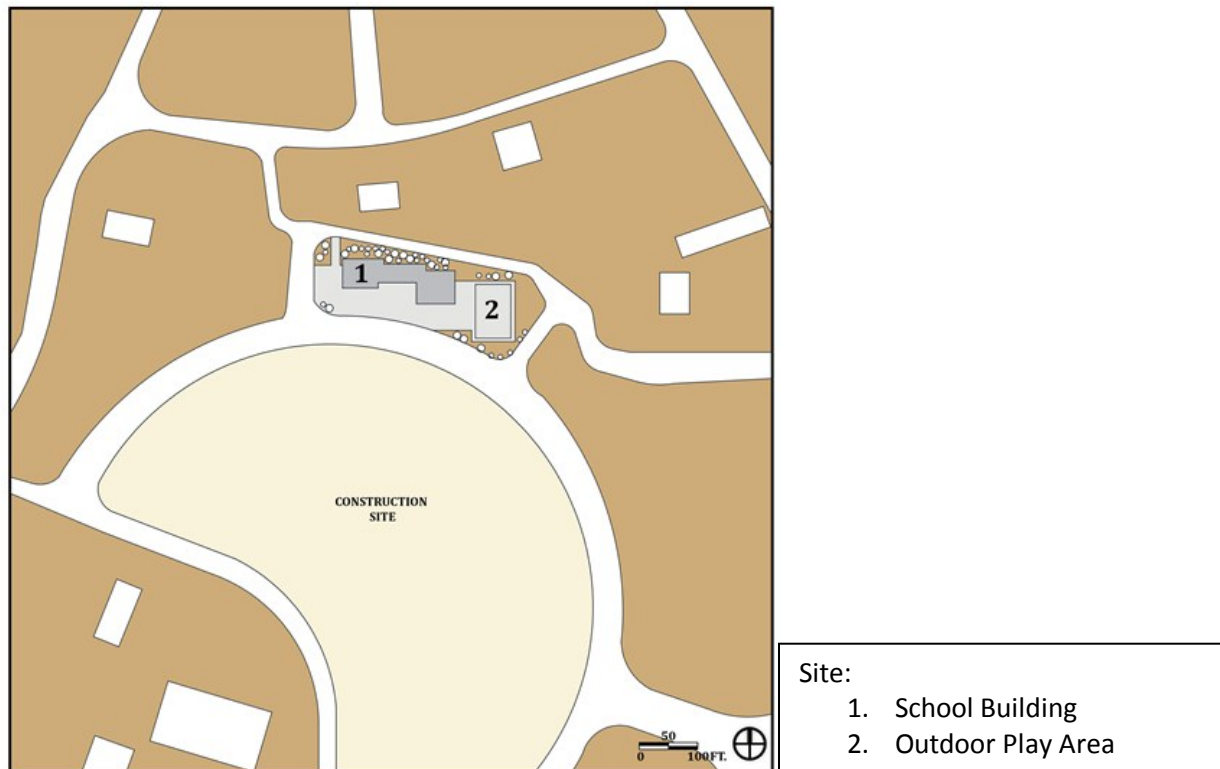 1
2
CONSTRUCTION
SITE
50
0 100FT.
Site:
1. School Building
2. Outdoor Play Area